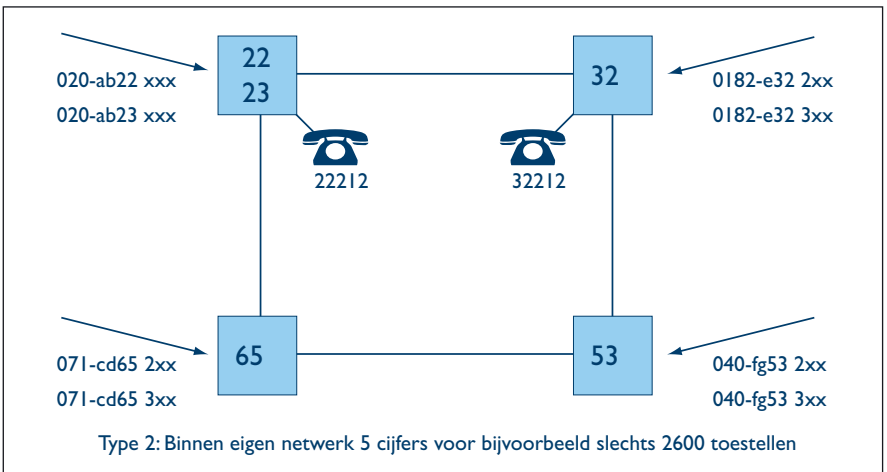 22
23
32
020-ab22 xxx
020-ab23 xxx
0182-e32 2xx
0182-e32 3xx
22212
32212
65
53
071-cd65 2xx
071-cd65 3xx
040-fg53 2xx
040-fg53 3xx
Type 2: Binnen eigen netwerk 5 cijfers voor bijvoorbeeld slechts 2600 toestellen